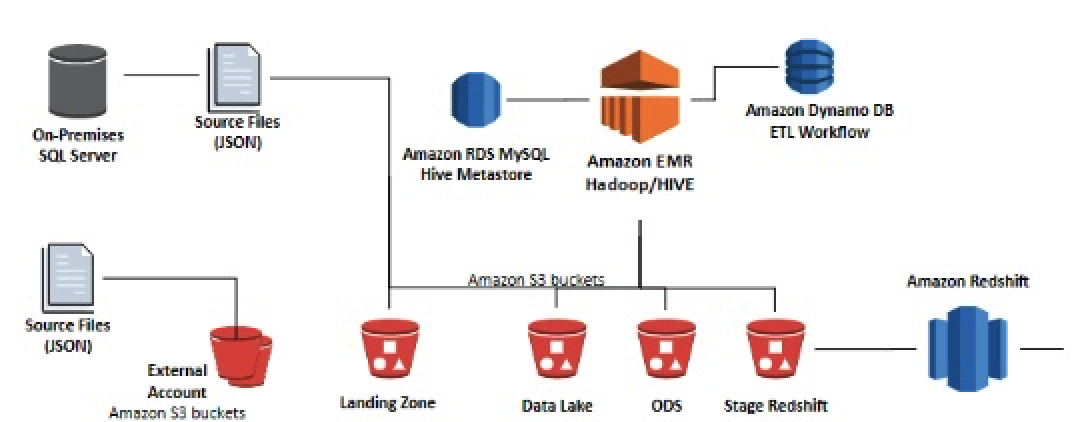 On-Premises
SQL Server
Source Files
(JSON)
Amazon RDS MySQL
Hive Metastore
Amazon EMR
Hadoop/HIVE
Amazon Dynamo DB
ETL Workflow
Source Files
(JSON)
External
Account
Amazon S3 buckets
Amazon S3 buckets
Landing Zone
Data Lake
ODS
Stage Redshift
Amazon Redshift